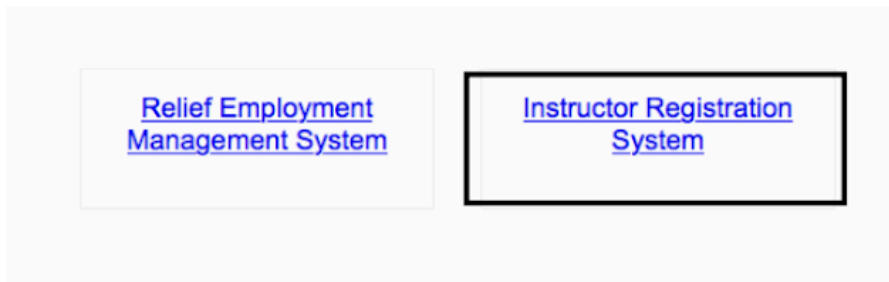 Relief Employment
Management System
Instructor Registration
System